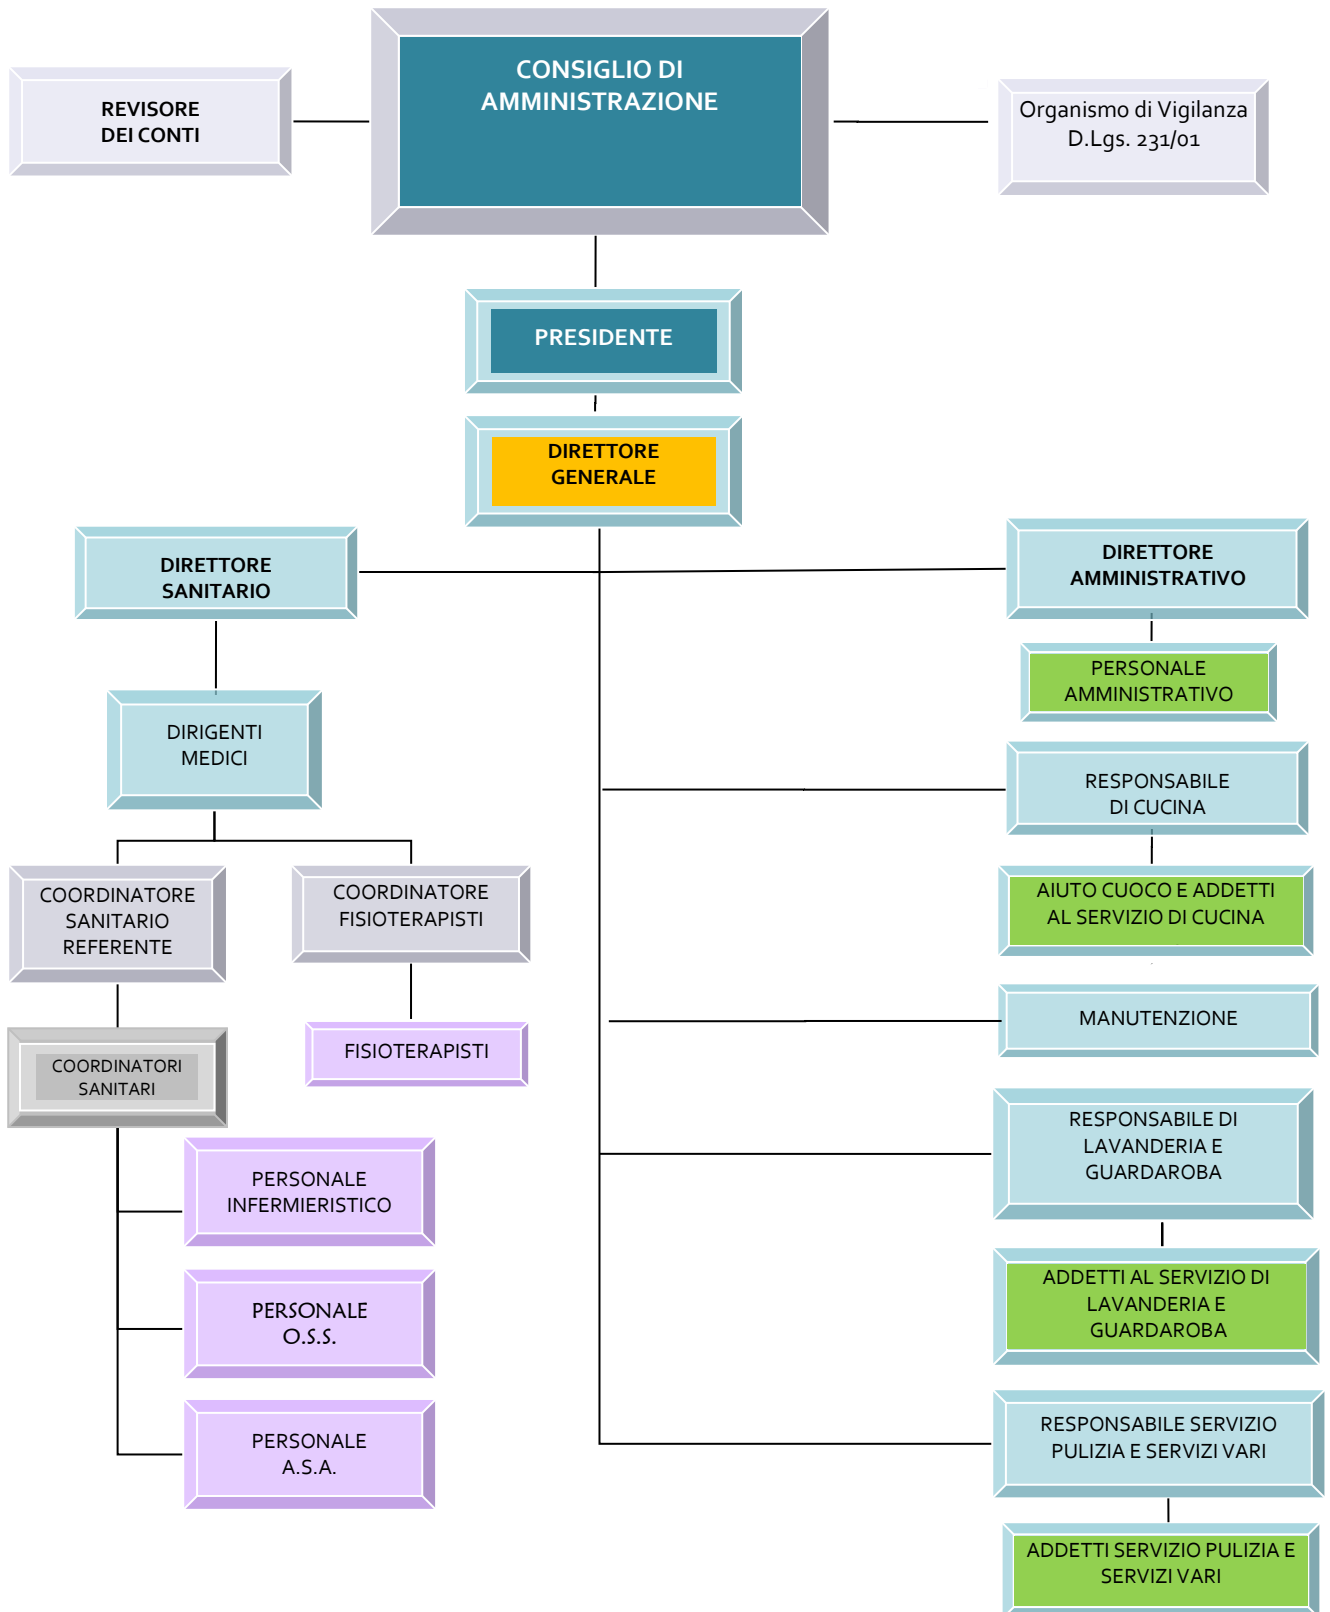 CONSIGLIO DI
AMMINISTRAZIONE
REVISORE
DEI CONTI
Organismo di Vigilanza
D.Lgs. 231/01
PRESIDENTE
DIRETTORE
GENERALE
DIRETTORE
SANITARIO
DIRETTORE
AMMINISTRATIVO
PERSONALE
AMMINISTRATIVO
DIRIGENTI
MEDICI
RESPONSABILE
DI CUCINA
COORDINATORE
SANITARIO
REFERENTE
COORDINATORE
FISIOTERAPISTI
AIUTO CUOCO E ADDETTI
AL SERVIZIO DI CUCINA
MANUTENZIONE
FISIOTERAPISTI
COORDINATORI
SANITARI
RESPONSABILE DI
LAVANDERIA E
GUARDAROBA
PERSONALE
INFERMIERISTICO
ADDETTI AL SERVIZIO DI
LAVANDERIA E
GUARDAROBA
PERSONALE
O.S.S.
RESPONSABILE SERVIZIO
PULIZIA E SERVIZI VARI
PERSONALE
A.S.A.
ADDETTI SERVIZIO PULIZIA E
SERVIZI VARI